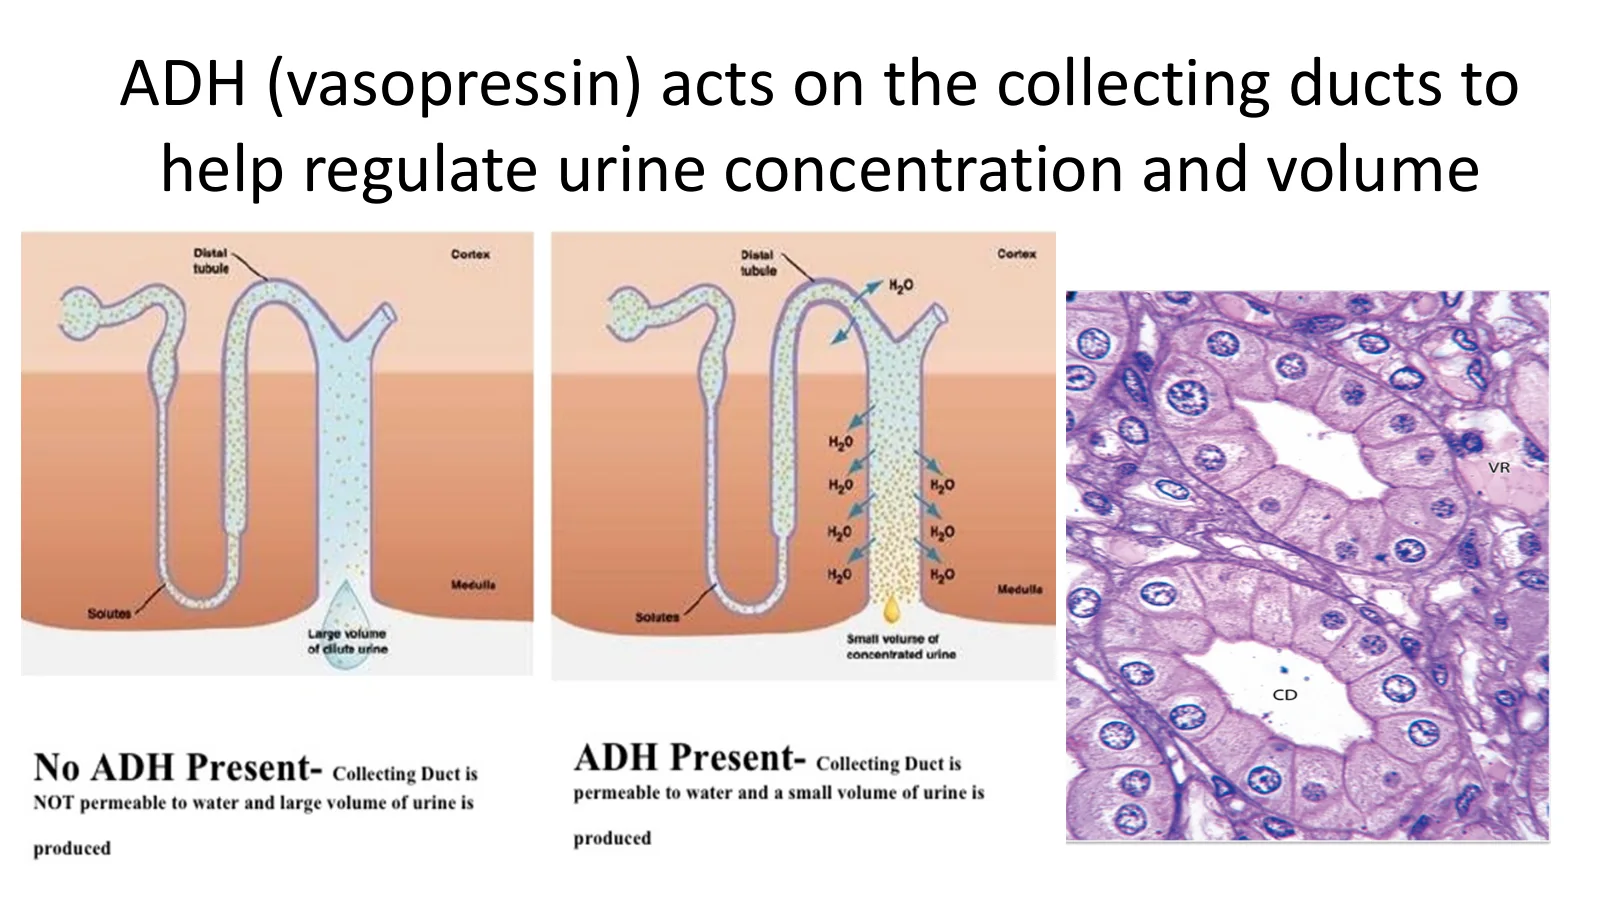 ADH (vasopressin) acts on the collecting ducts to
help regulate urine concentration and volume
Distal
tubule
Cortex
Solutes
Medulla
Large volume
of dilute urine
Distal
tubule
Cortex
H₂O
H₂O
H₂O
H₂O
H₂O
H₂O
H₂O
H₂O
Solutes
Medulla
Small volume of
concentrated urine
VR
CD
No ADH Present- Collecting Duct is
NOT permeable to water and large volume of urine is
produced
ADH Present- Collecting Duct is
permeable to water and a small volume of urine is
produced